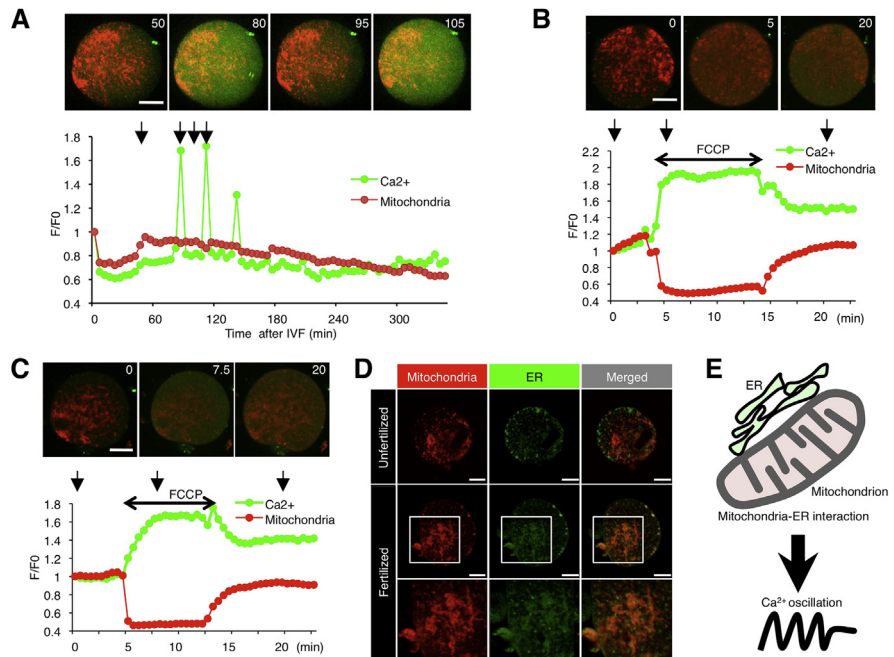 A
50
80
95
105
1.8
1.6
1.4
1.2
1
0.8
0.6
0.4
F/F0
Ca2+
Mitochondria
0
60
120
180
240
300
Time after IVF (min)
B
0
5
20
FCCP
Ca2+
Mitochondria
2.2
2
1.8
1.6
1.4
1.2
1
0.8
0.6
0.4
F/F0
0
5
10
15
20
(min)
C
0
7.5
20
FCCP
Ca2+
Mitochondria
1.8
1.6
1.4
1.2
1
0.8
0.6
0.4
F/F0
0
5
10
15
20
(min)
D
Mitochondria
ER
Merged
Unfertilized
Fertilized
E
ER
Mitochondrion
Mitochondria-ER interaction
Ca²⁺ oscillation